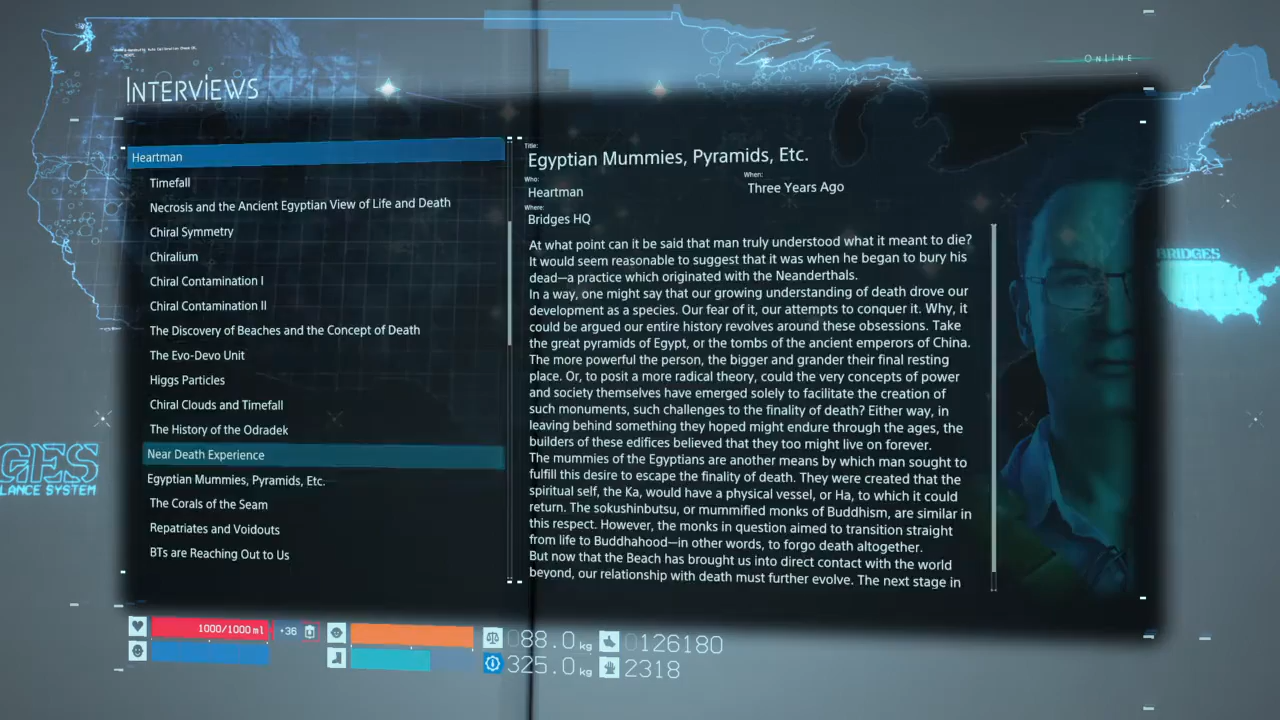 INTERVIEWS
ONLINE
Heartman
Timefall
Necrosis and the Ancient Egyptian View of Life and Death
Chiral Symmetry
Chiralium
Chiral Contamination I
Chiral Contamination II
The Discovery of Beaches and the Concept of Death
The Evo-Devo Unit
Higgs Particles
Chiral Clouds and Timefall
The History of the Odradek
Near Death Experience
Egyptian Mummies, Pyramids, Etc.
The Corals of the Seam
Repatriates and Voidouts
BTs are Reaching Out to Us
Title:
Egyptian Mummies, Pyramids, Etc.
Who:
Heartman
When:
Three Years Ago
Where:
Bridges HQ
At what point can it be said that man truly understood what it meant to die?
It would seem reasonable to suggest that it was when he began to bury his
dead—a practice which originated with the Neanderthals.
In a way, one might say that our growing understanding of death drove our
development as a species. Our fear of it, our attempts to conquer it. Why, it
could be argued our entire history revolves around these obsessions. Take
the great pyramids of Egypt, or the tombs of the ancient emperors of China.
The more powerful the person, the bigger and grander their final resting
place. Or, to posit a more radical theory, could the very concepts of power
and society themselves have emerged solely to facilitate the creation of
such monuments, such challenges to the finality of death? Either way, in
leaving behind something they hoped might endure through the ages, the
builders of these edifices believed that they too might live on forever.
The mummies of the Egyptians are another means by which man sought to
fulfill this desire to escape the finality of death. They were created that the
spiritual self, the Ka, would have a physical vessel, or Ha, to which it could
return. The sokushinbutsu, or mummified monks of Buddhism, are similar in
this respect. However, the monks in question aimed to transition straight
from life to Buddhahood—in other words, to forgo death altogether.
But now that the Beach has brought us into direct contact with the world
beyond, our relationship with death must further evolve. The next stage in
BRIDGES
GES
LANCE SYSTEM
1000/1000 ml
+36
088.0 kg
0126180
325.0 kg
2318